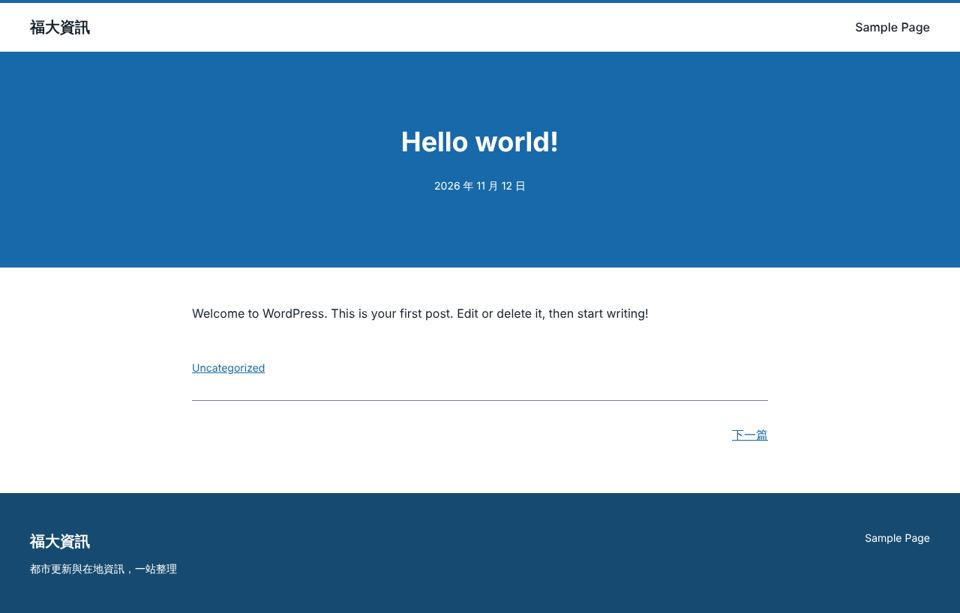 福大資訊
Sample Page
Hello world!
2026 年 11 月 12 日
Welcome to WordPress. This is your first post. Edit or delete it, then start writing!
Uncategorized
下一篇
福大資訊
Sample Page
都市更新與在地資訊，一站整理